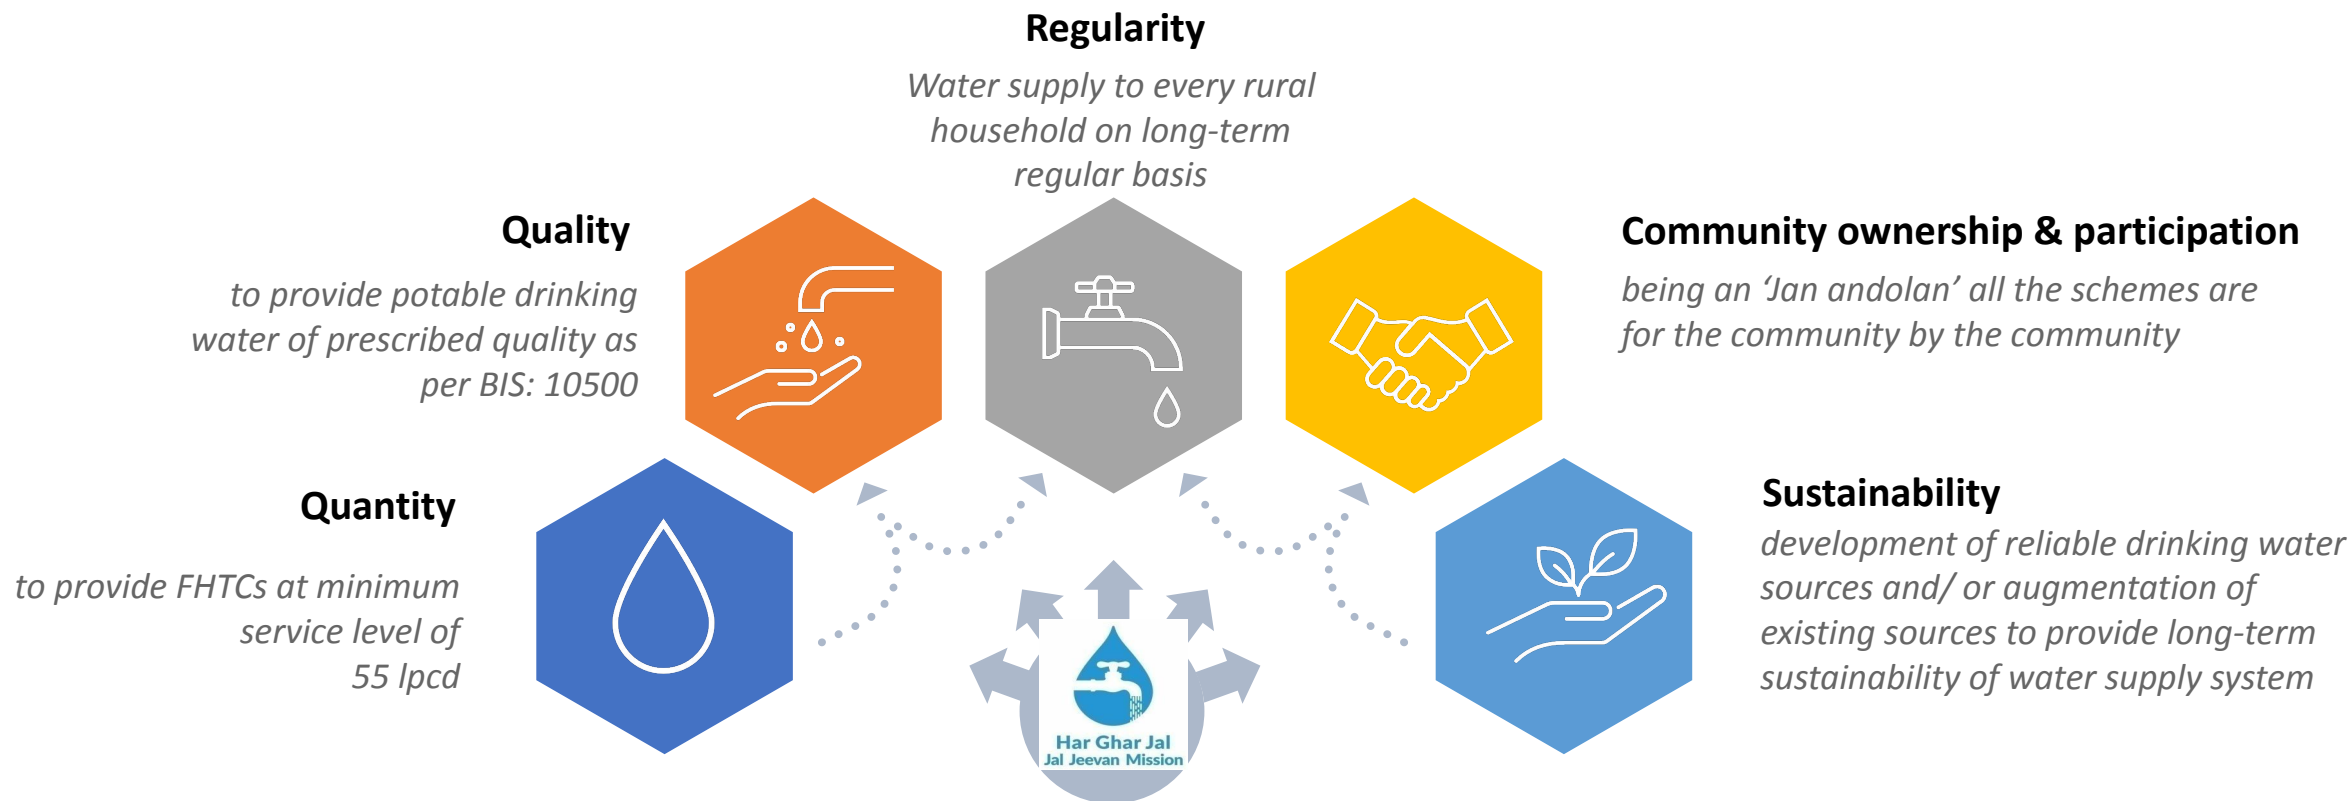 Regularity
Water supply to every rural
household on long-term
regular basis
Quality
to provide potable drinking
water of prescribed quality as
per BIS: 10500
Community ownership & participation
being an ‘Jan andolan’ all the schemes are
for the community by the community
Quantity
to provide FHTCs at minimum
service level of
55 lpcd
Sustainability
development of reliable drinking water
sources and/ or augmentation of
existing sources to provide long-term
sustainability of water supply system
Har Ghar Jal
Jal Jeevan Mission